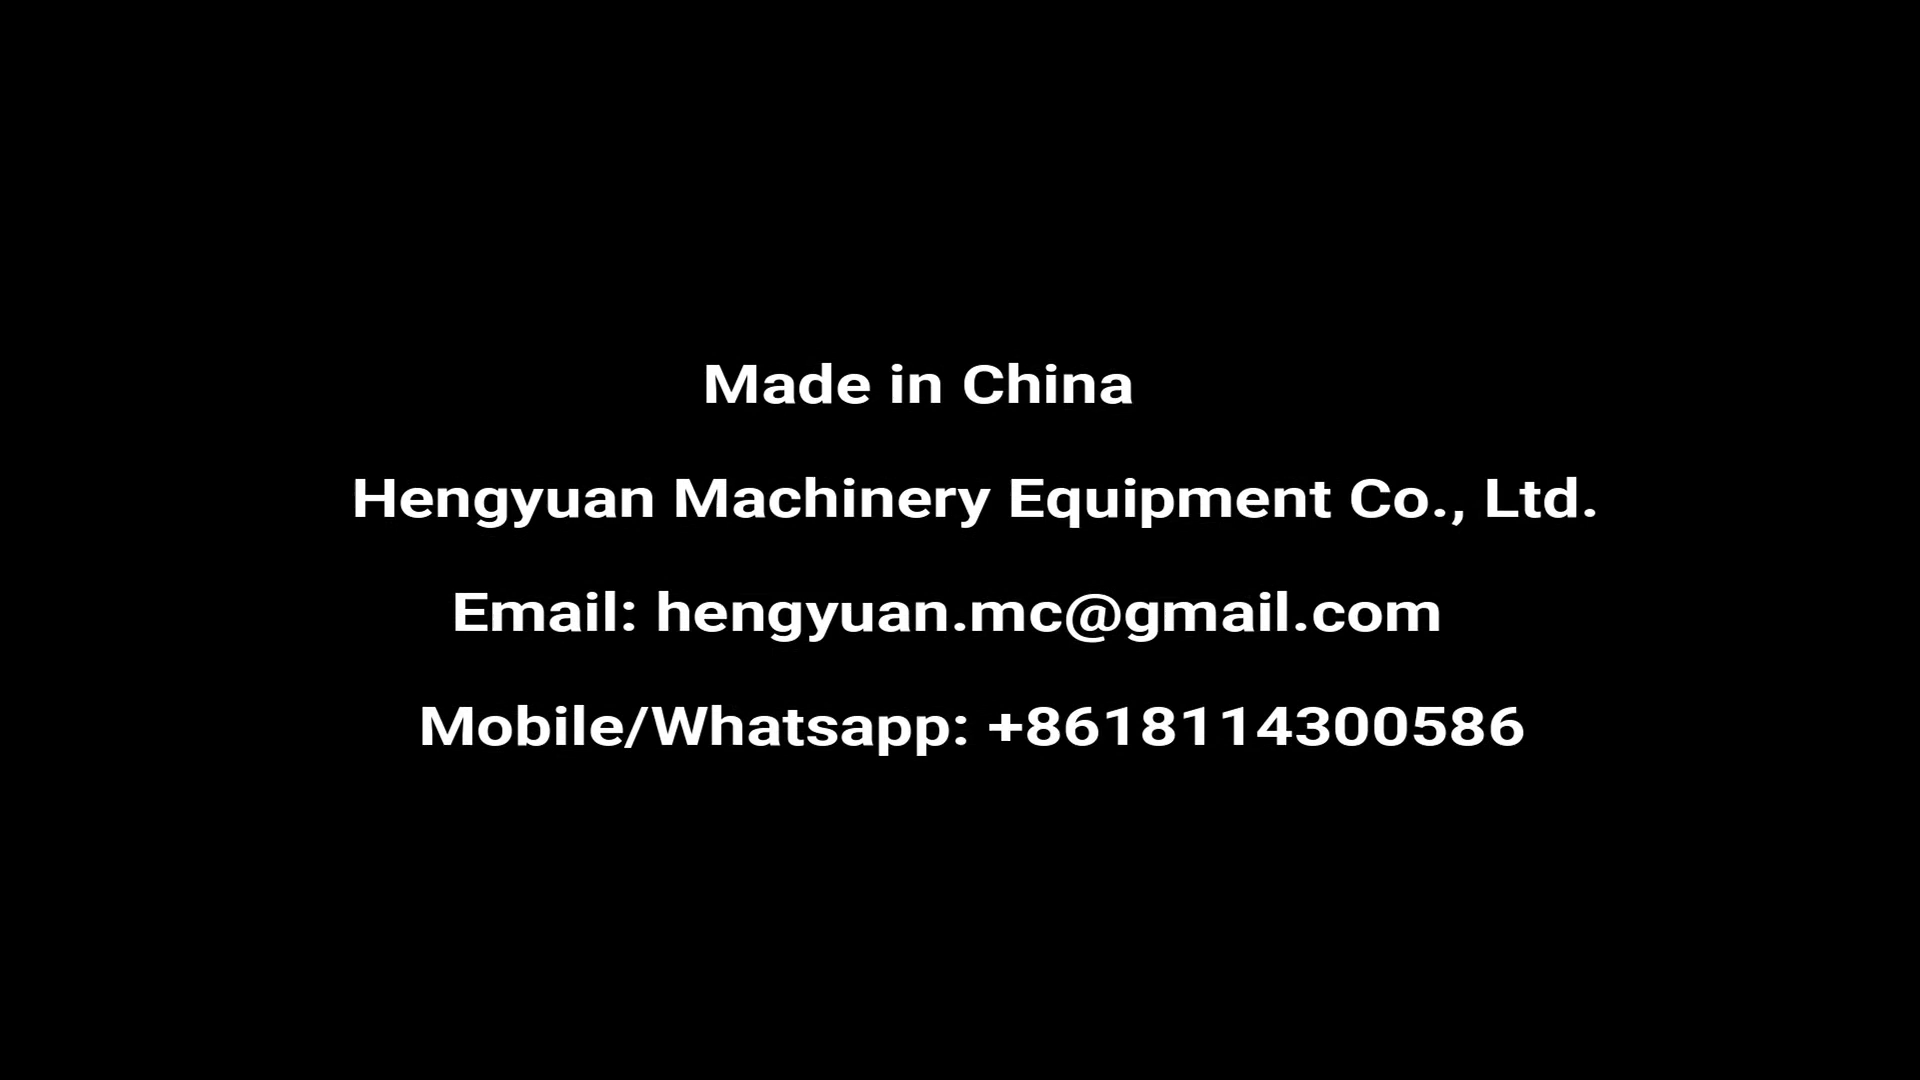 Made in China
Hengyuan Machinery Equipment Co., Ltd.
Email: hengyuan.mc@gmail.com
Mobile/Whatsapp: +8618114300586